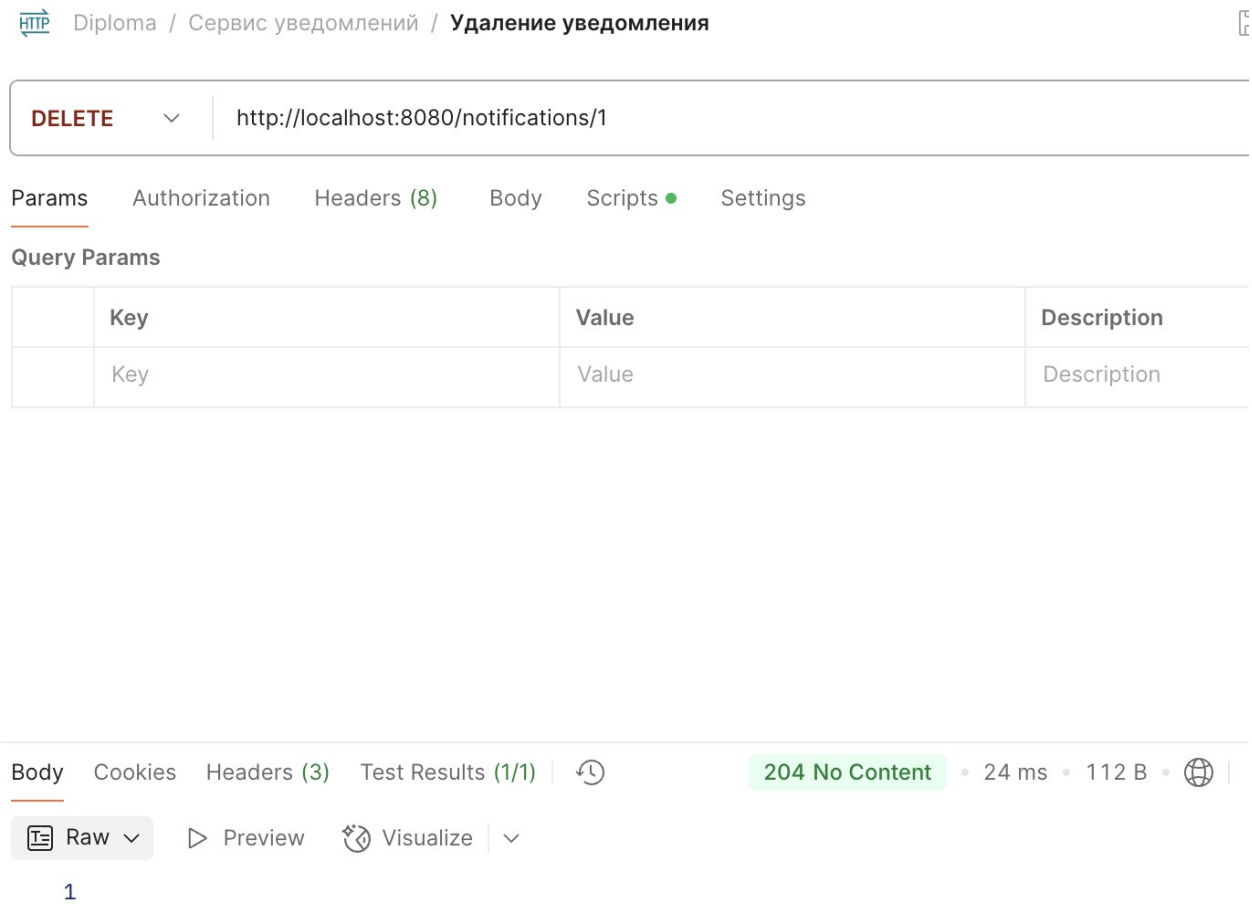 HTTP Diploma / Сервис уведомлений / Удаление уведомления
DELETE http://localhost:8080/notifications/1
Params Authorization Headers (8) Body Scripts Settings
Query Params
Key Value Description
Key Value Description
Body Cookies Headers (3) Test Results (1/1) 204 No Content • 24 ms • 112 B •
Raw Preview Visualize
1